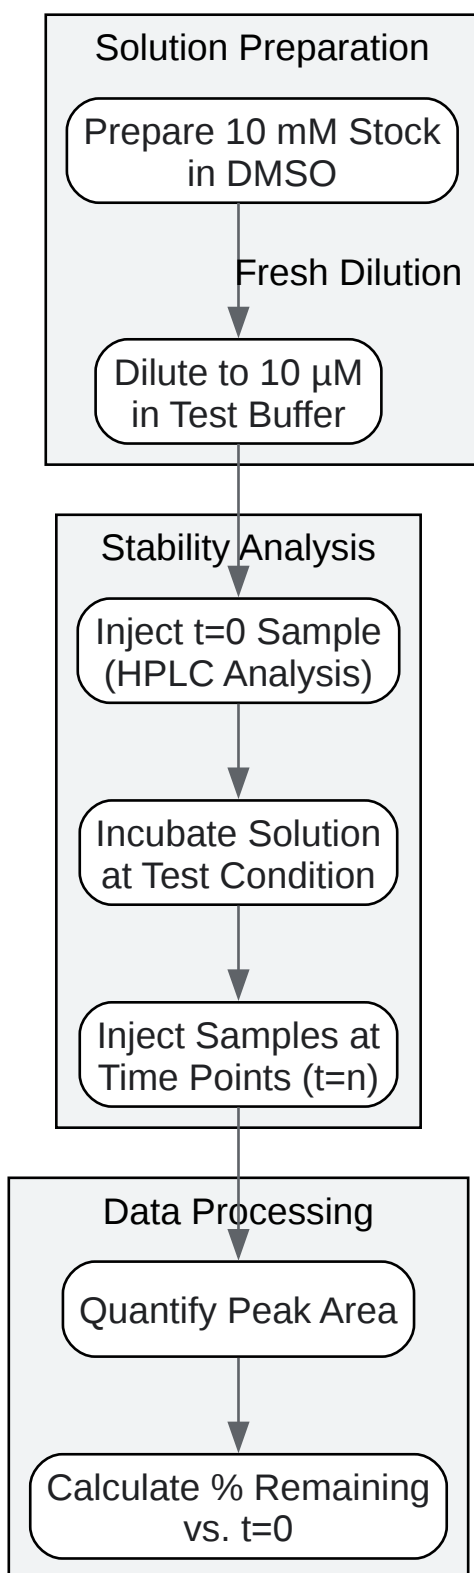 Solution Preparation
Prepare 10 mM Stock
in DMSO
Fresh Dilution
Dilute to 10 µM
in Test Buffer
Stability Analysis
Inject t=0 Sample
(HPLC Analysis)
Incubate Solution
at Test Condition
Inject Samples at
Time Points (t=n)
Data Processing
Quantify Peak Area
Calculate % Remaining
vs. t=0